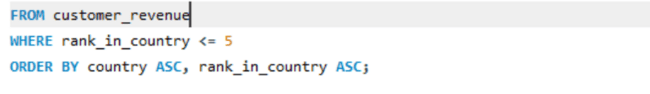 FROM customer_revenue
WHERE rank_in_country <= 5
ORDER BY country ASC, rank_in_country ASC;